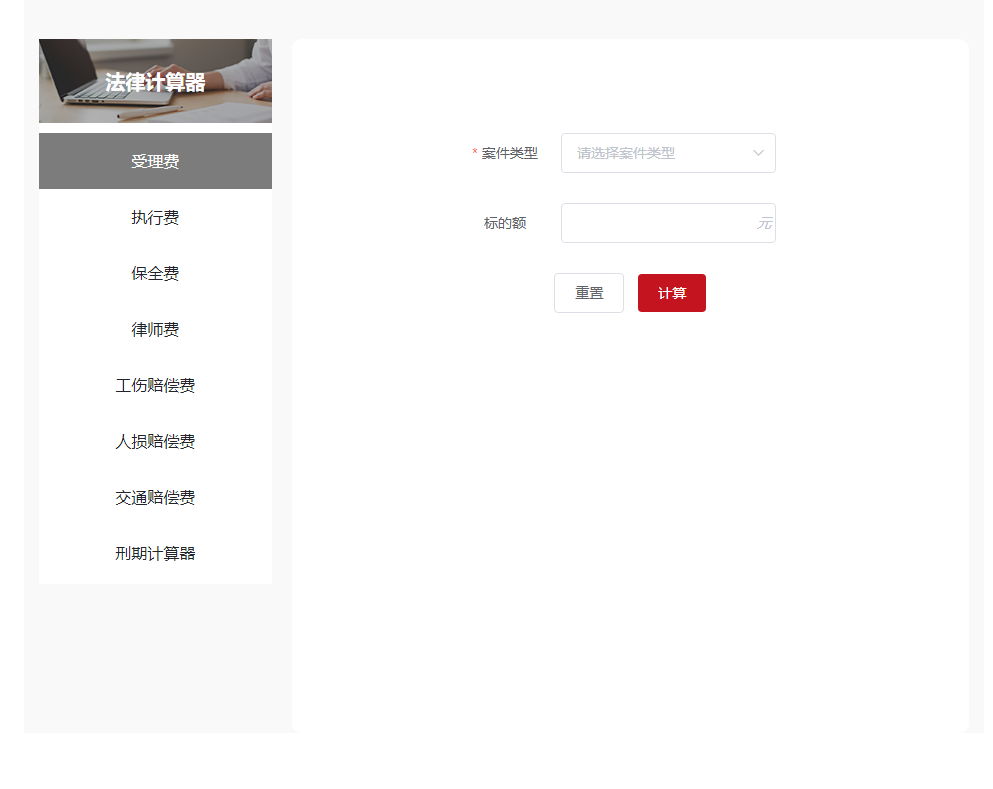 法律计算器
受理费
执行费
保全费
律师费
工伤赔偿费
人损赔偿费
交通赔偿费
刑期计算器
* 案件类型 请选择案件类型
标的额 元
重置 计算